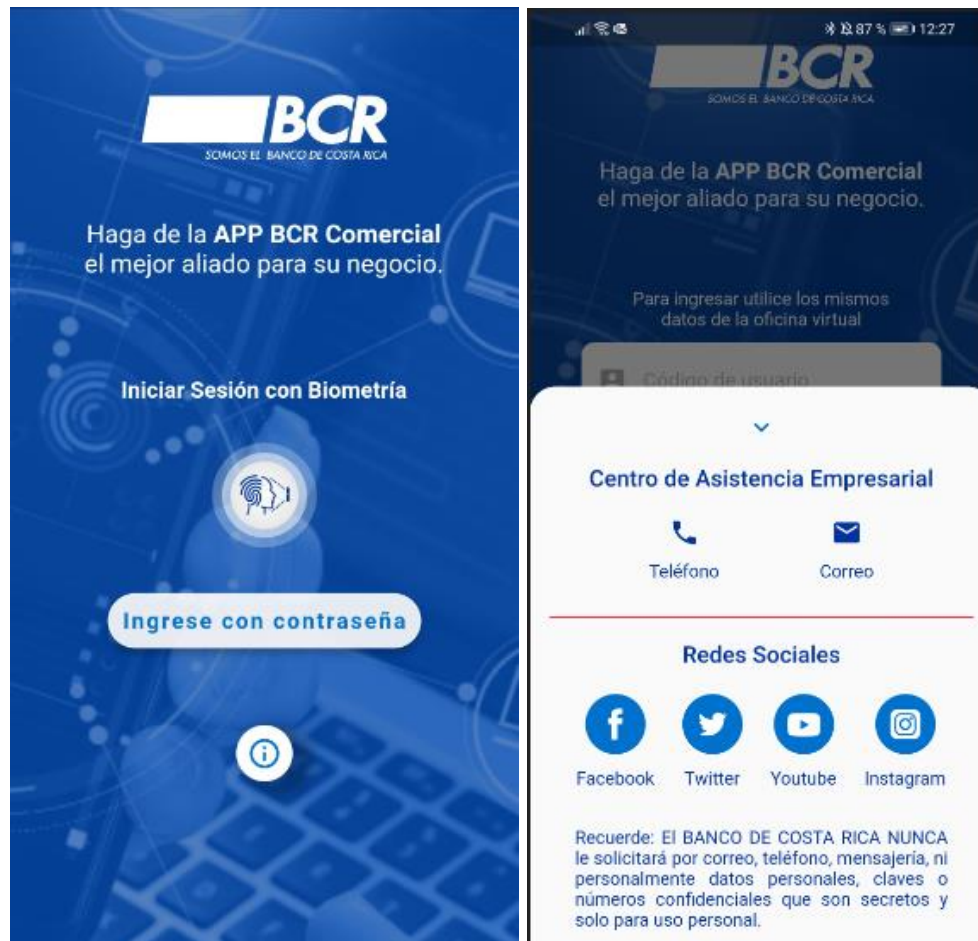 BCR
SOMOS EL BANCO DE COSTA RICA
Haga de la APP BCR Comercial
el mejor aliado para su negocio.
Iniciar Sesión con Biometría
Ingrese con contraseña
87 % 12:27
BCR
SOMOS EL BANCO DE COSTA RICA
Haga de la APP BCR Comercial
el mejor aliado para su negocio.
Para ingresar utilice los mismos
datos de la oficina virtual
Código de usuario
Centro de Asistencia Empresarial
Teléfono Correo
Redes Sociales
Facebook Twitter Youtube Instagram
Recuerde: El BANCO DE COSTA RICA NUNCA
le solicitará por correo, teléfono, mensajería, ni
personalmente datos personales, claves o
números confidenciales que son secretos y
solo para uso personal.